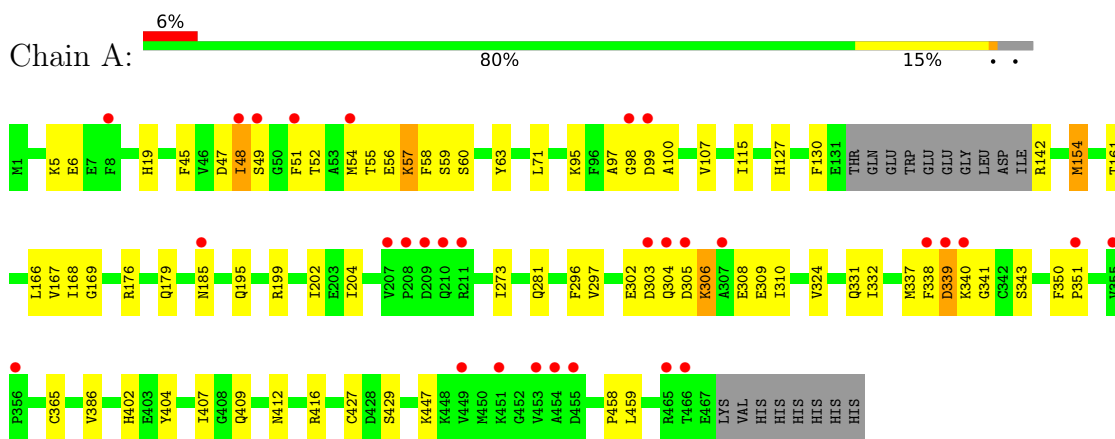 6%
Chain A:
80% 15% • •
M1 K5 E6 E7 F8 H19 F45 V46 D47 I48 S49 G50 F51 T52 A53 M54 T55 E56 K57 F58 S59 S60 Y63 L71 K95 F96 A97 G98 D99 A100 V107 I115 H127 F130 E131 THR GLN GLU TRP GLU GLU GLY LEU ASP ILE R142 M154 T161
L166 V167 I168 G169 R176 Q179 N185 Q195 R199 I202 E203 I204 V207 P208 D209 Q210 R211 I273 Q281 F296 V297 E302 D303 Q304 D305 K306 A307 E308 E309 I310 V324 Q331 I332 M337 F338 D339 K340 G341 C342 S343 F350 P351 V355
P356 C365 V386 H402 E403 Y404 I407 G408 Q409 N412 R416 C427 D428 S429 K447 K448 V449 M450 K451 G452 V453 A454 D455 P458 L459 R465 T466 E467 LYS VAL HIS HIS HIS HIS HIS HIS